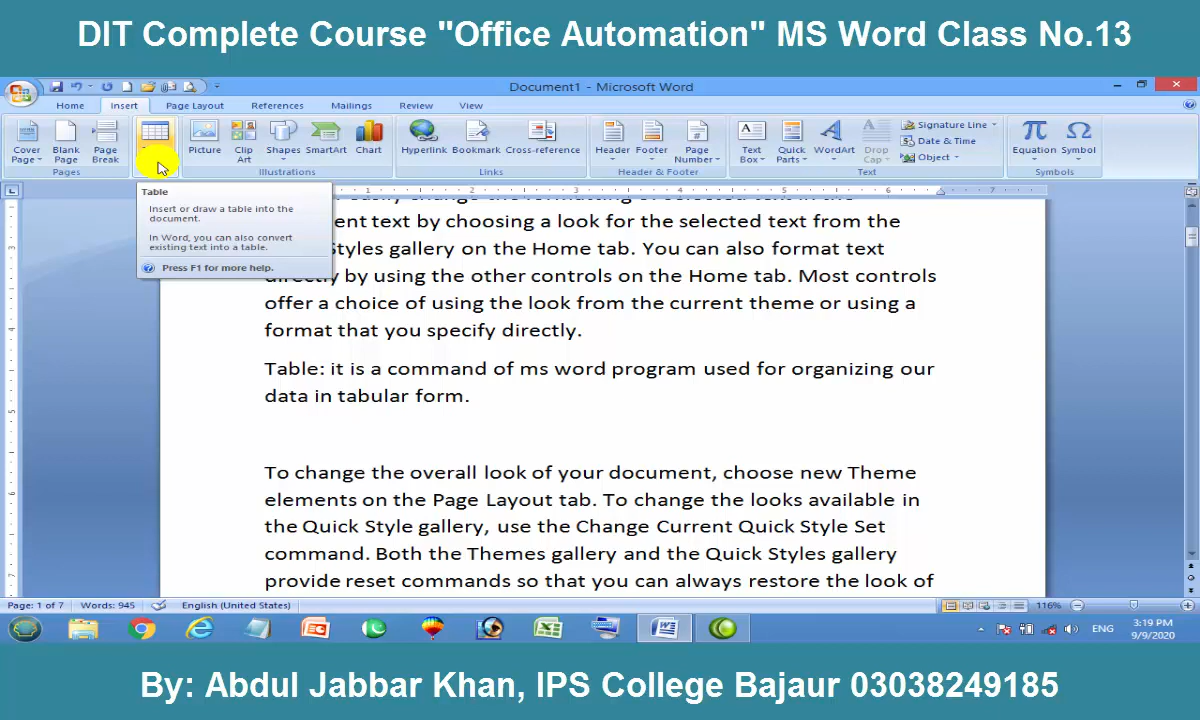 DIT Complete Course "Office Automation" MS Word Class No.13
Document1 - Microsoft Word
Home Insert Page Layout References Mailings Review View
Cover Page Blank Page Page Break Picture Clip Art Shapes SmartArt Chart Hyperlink Bookmark Cross-reference Header Footer Page Number Text Box Quick Parts WordArt Drop Cap Signature Line Date & Time Object Equation Symbol
Pages Illustrations Links Header & Footer Text Symbols
Table
Insert or draw a table into the
document.
In Word, you can also convert
existing text into a table.
Press F1 for more help.
1 2 3 4 5 6 7
ent text by choosing a look for the selected text from the
Styles gallery on the Home tab. You can also format text
directly by using the other controls on the Home tab. Most controls
offer a choice of using the look from the current theme or using a
format that you specify directly.
Table: it is a command of ms word program used for organizing our
data in tabular form.
To change the overall look of your document, choose new Theme
elements on the Page Layout tab. To change the looks available in
the Quick Style gallery, use the Change Current Quick Style Set
command. Both the Themes gallery and the Quick Styles gallery
provide reset commands so that you can always restore the look of
Page: 1 of 7 Words: 945 English (United States) 116%
ENG 3:19 PM
9/9/2020
By: Abdul Jabbar Khan, IPS College Bajaur 03038249185